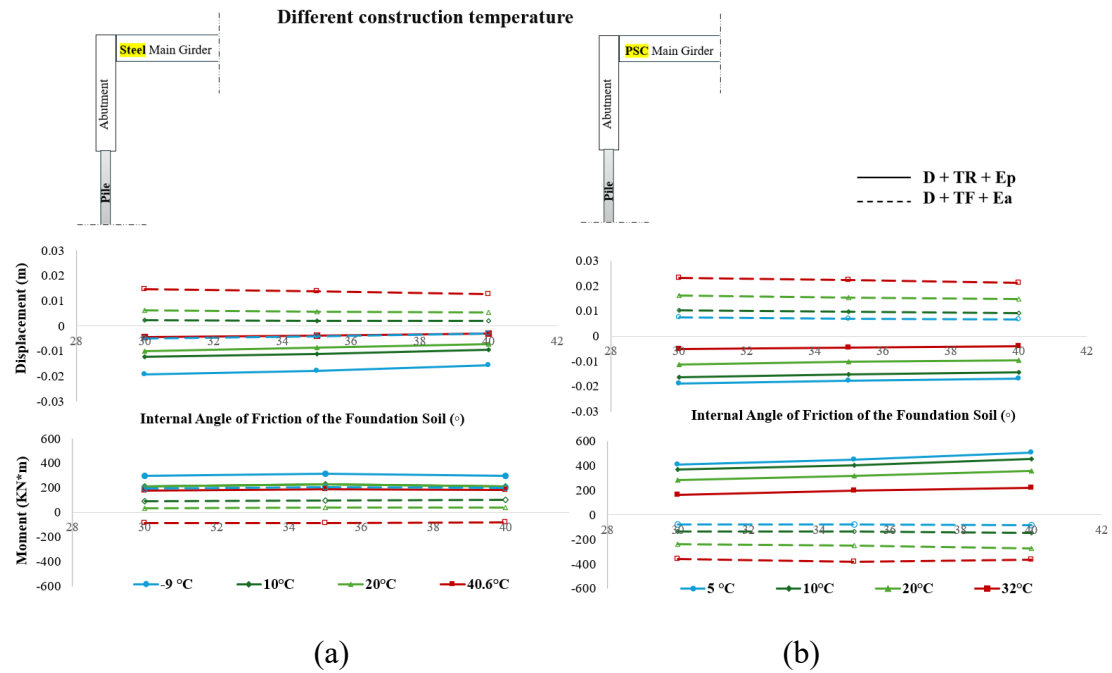 Different construction temperature
Steel Main Girder
Abutment
Pile
PSC Main Girder
Abutment
Pile
D + TR + Ep
D + TF + Ea
Displacement (m)
0.03
0.02
0.01
0
-0.01
-0.02
-0.03
28
30
32
34
36
38
40
42
0.03
0.02
0.01
0
-0.01
-0.02
-0.03
28
30
32
34
36
38
40
42
Internal Angle of Friction of the Foundation Soil (○)
Internal Angle of Friction of the Foundation Soil (○)
Moment (KN*m)
600
400
200
0
-200
-400
-600
28
30
32
34
36
38
40
42
-9 °C
10°C
20°C
40.6°C
600
400
200
0
-200
-400
-600
28
30
32
34
36
38
40
42
5 °C
10°C
20°C
32°C
(a)
(b)